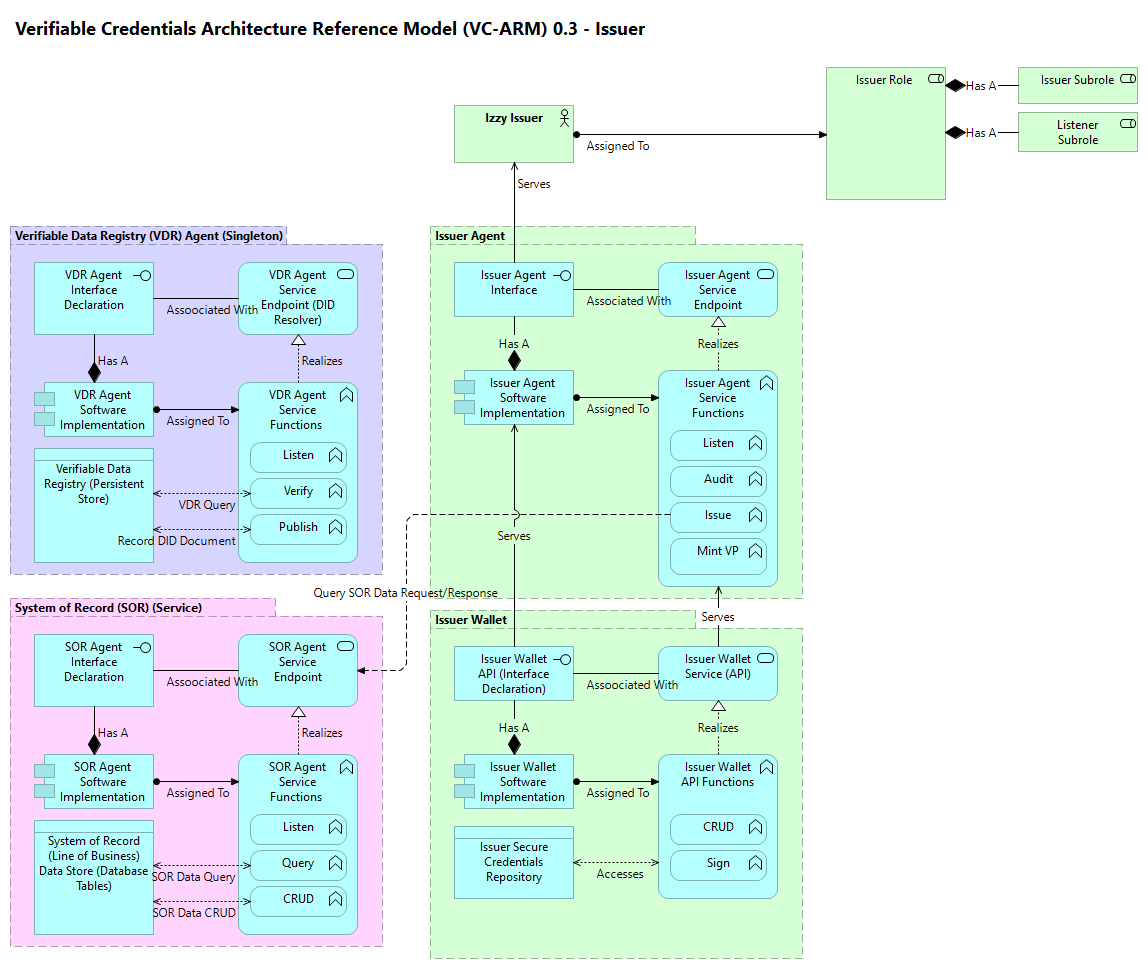 Verifiable Credentials Architecture Reference Model (VC-ARM) 0.3 - Issuer
Issuer Role
Has A
Issuer Subrole
Has A
Listener
Subrole
Izzy Issuer
Assigned To
Serves
Verifiable Data Registry (VDR) Agent (Singleton)
VDR Agent
Interface
Declaration
Assoociated With
VDR Agent
Service
Endpoint (DID
Resolver)
Has A
Realizes
VDR Agent
Software
Implementation
Assigned To
VDR Agent
Service
Functions
Listen
Verify
Publish
Verifiable Data
Registry (Persistent
Store)
VDR Query
Record DID Document
Issuer Agent
Issuer Agent
Interface
Associated With
Issuer Agent
Service
Endpoint
Has A
Realizes
Issuer Agent
Software
Implementation
Assigned To
Issuer Agent
Service
Functions
Listen
Audit
Issue
Mint VP
Serves
Query SOR Data Request/Response
Serves
System of Record (SOR) (Service)
SOR Agent
Interface
Declaration
Assoociated With
SOR Agent
Service
Endpoint
Has A
Realizes
SOR Agent
Software
Implementation
Assigned To
SOR Agent
Service
Functions
Listen
Query
CRUD
System of Record
(Line of Business)
Data Store (Database
Tables)
SOR Data Query
SOR Data CRUD
Issuer Wallet
Issuer Wallet
API (Interface
Declaration)
Assoociated With
Issuer Wallet
Service (API)
Has A
Realizes
Issuer Wallet
Software
Implementation
Assigned To
Issuer Wallet
API Functions
CRUD
Sign
Issuer Secure
Credentials
Repository
Accesses